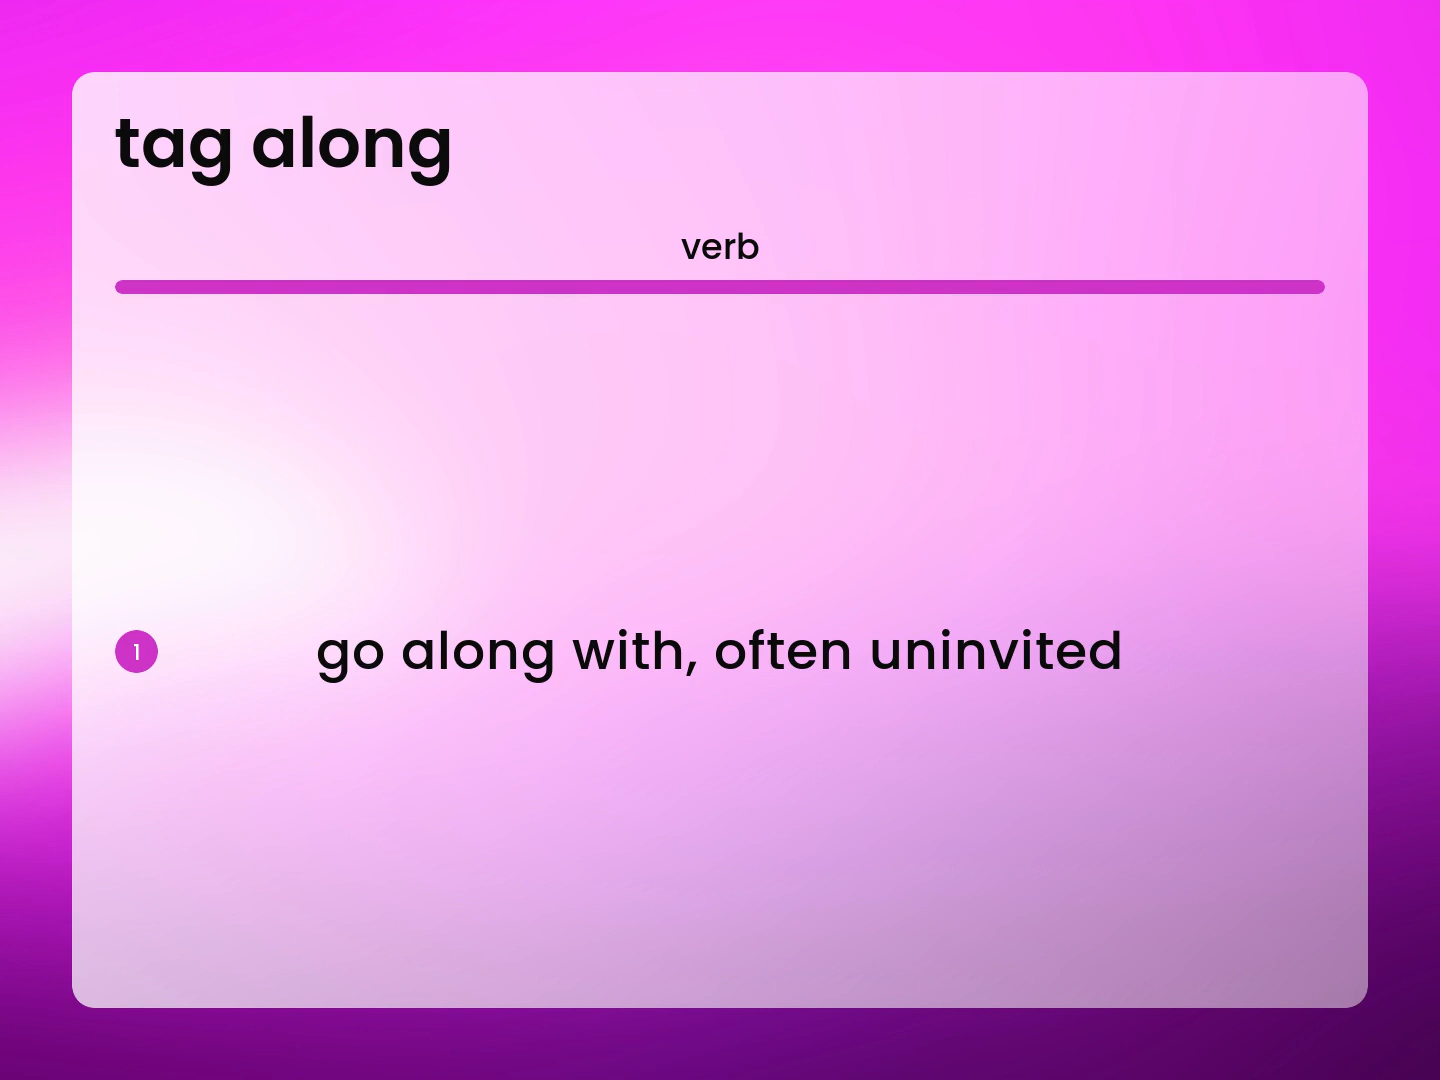 tag along
verb
1 go along with, often uninvited